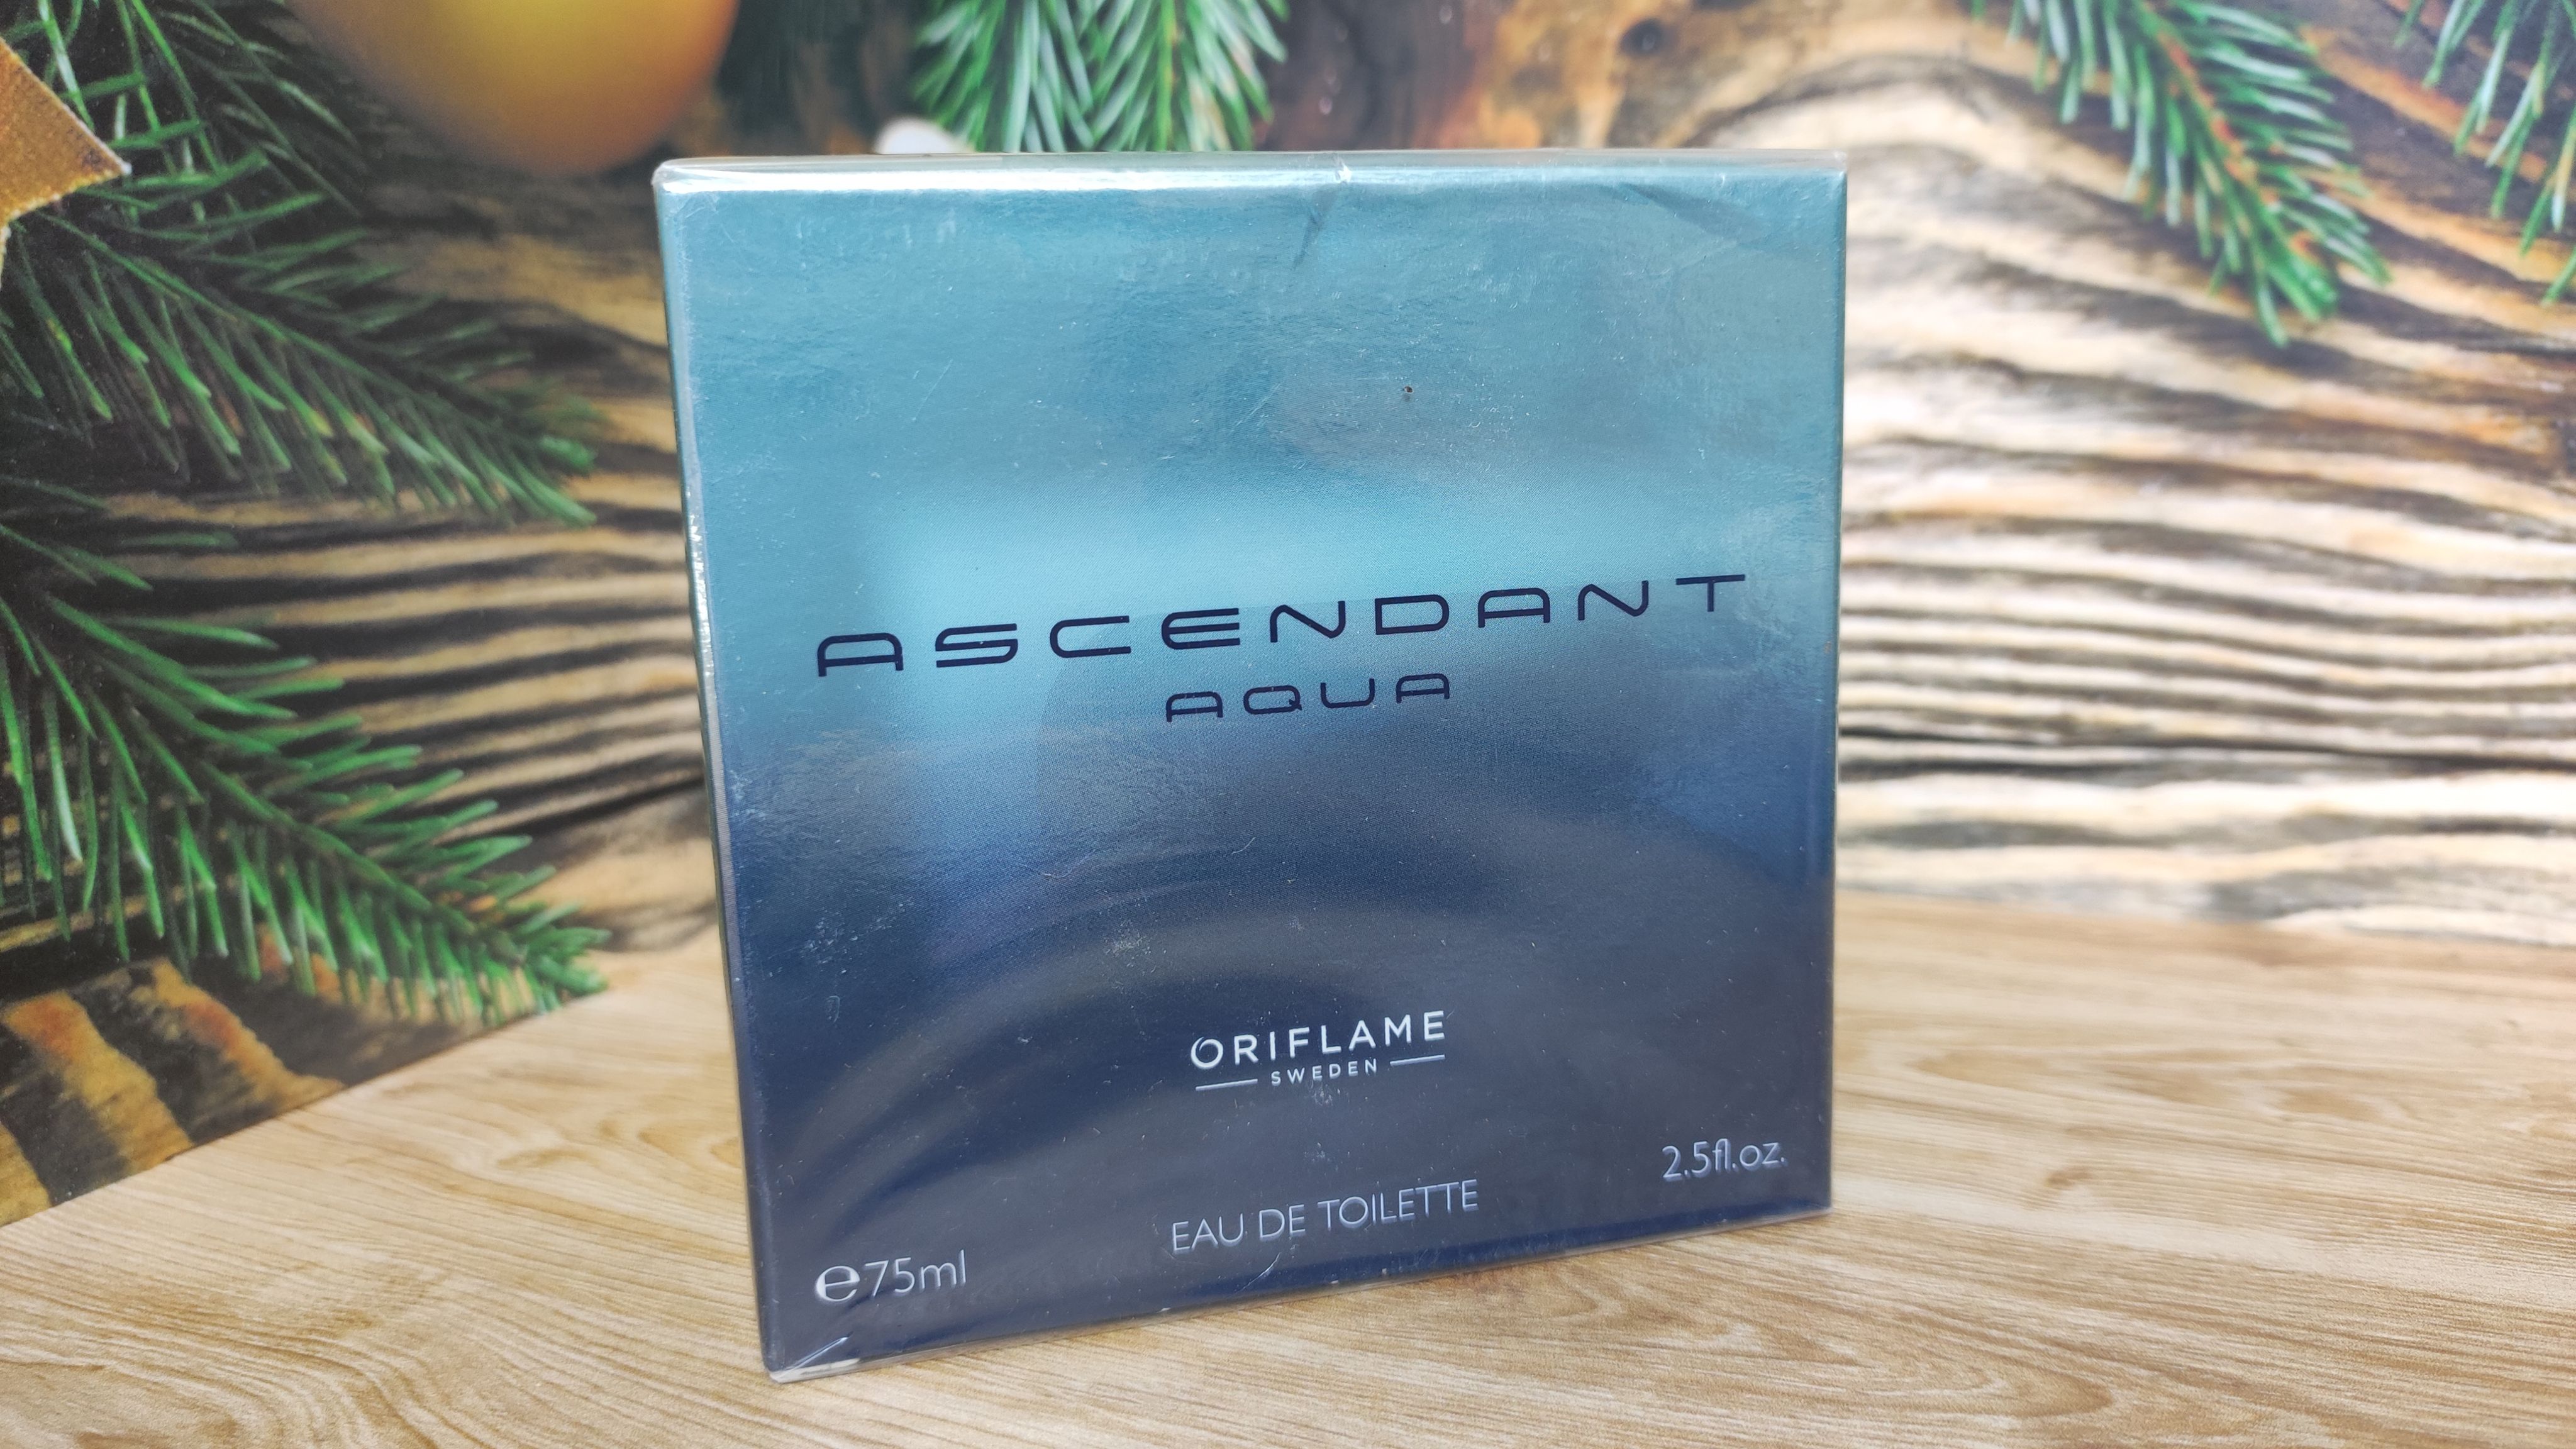 ASCENDANT
AQUA
ORIFLAME
SWEDEN
2.5fl.oz.
EAU DE TOILETTE
℮75ml